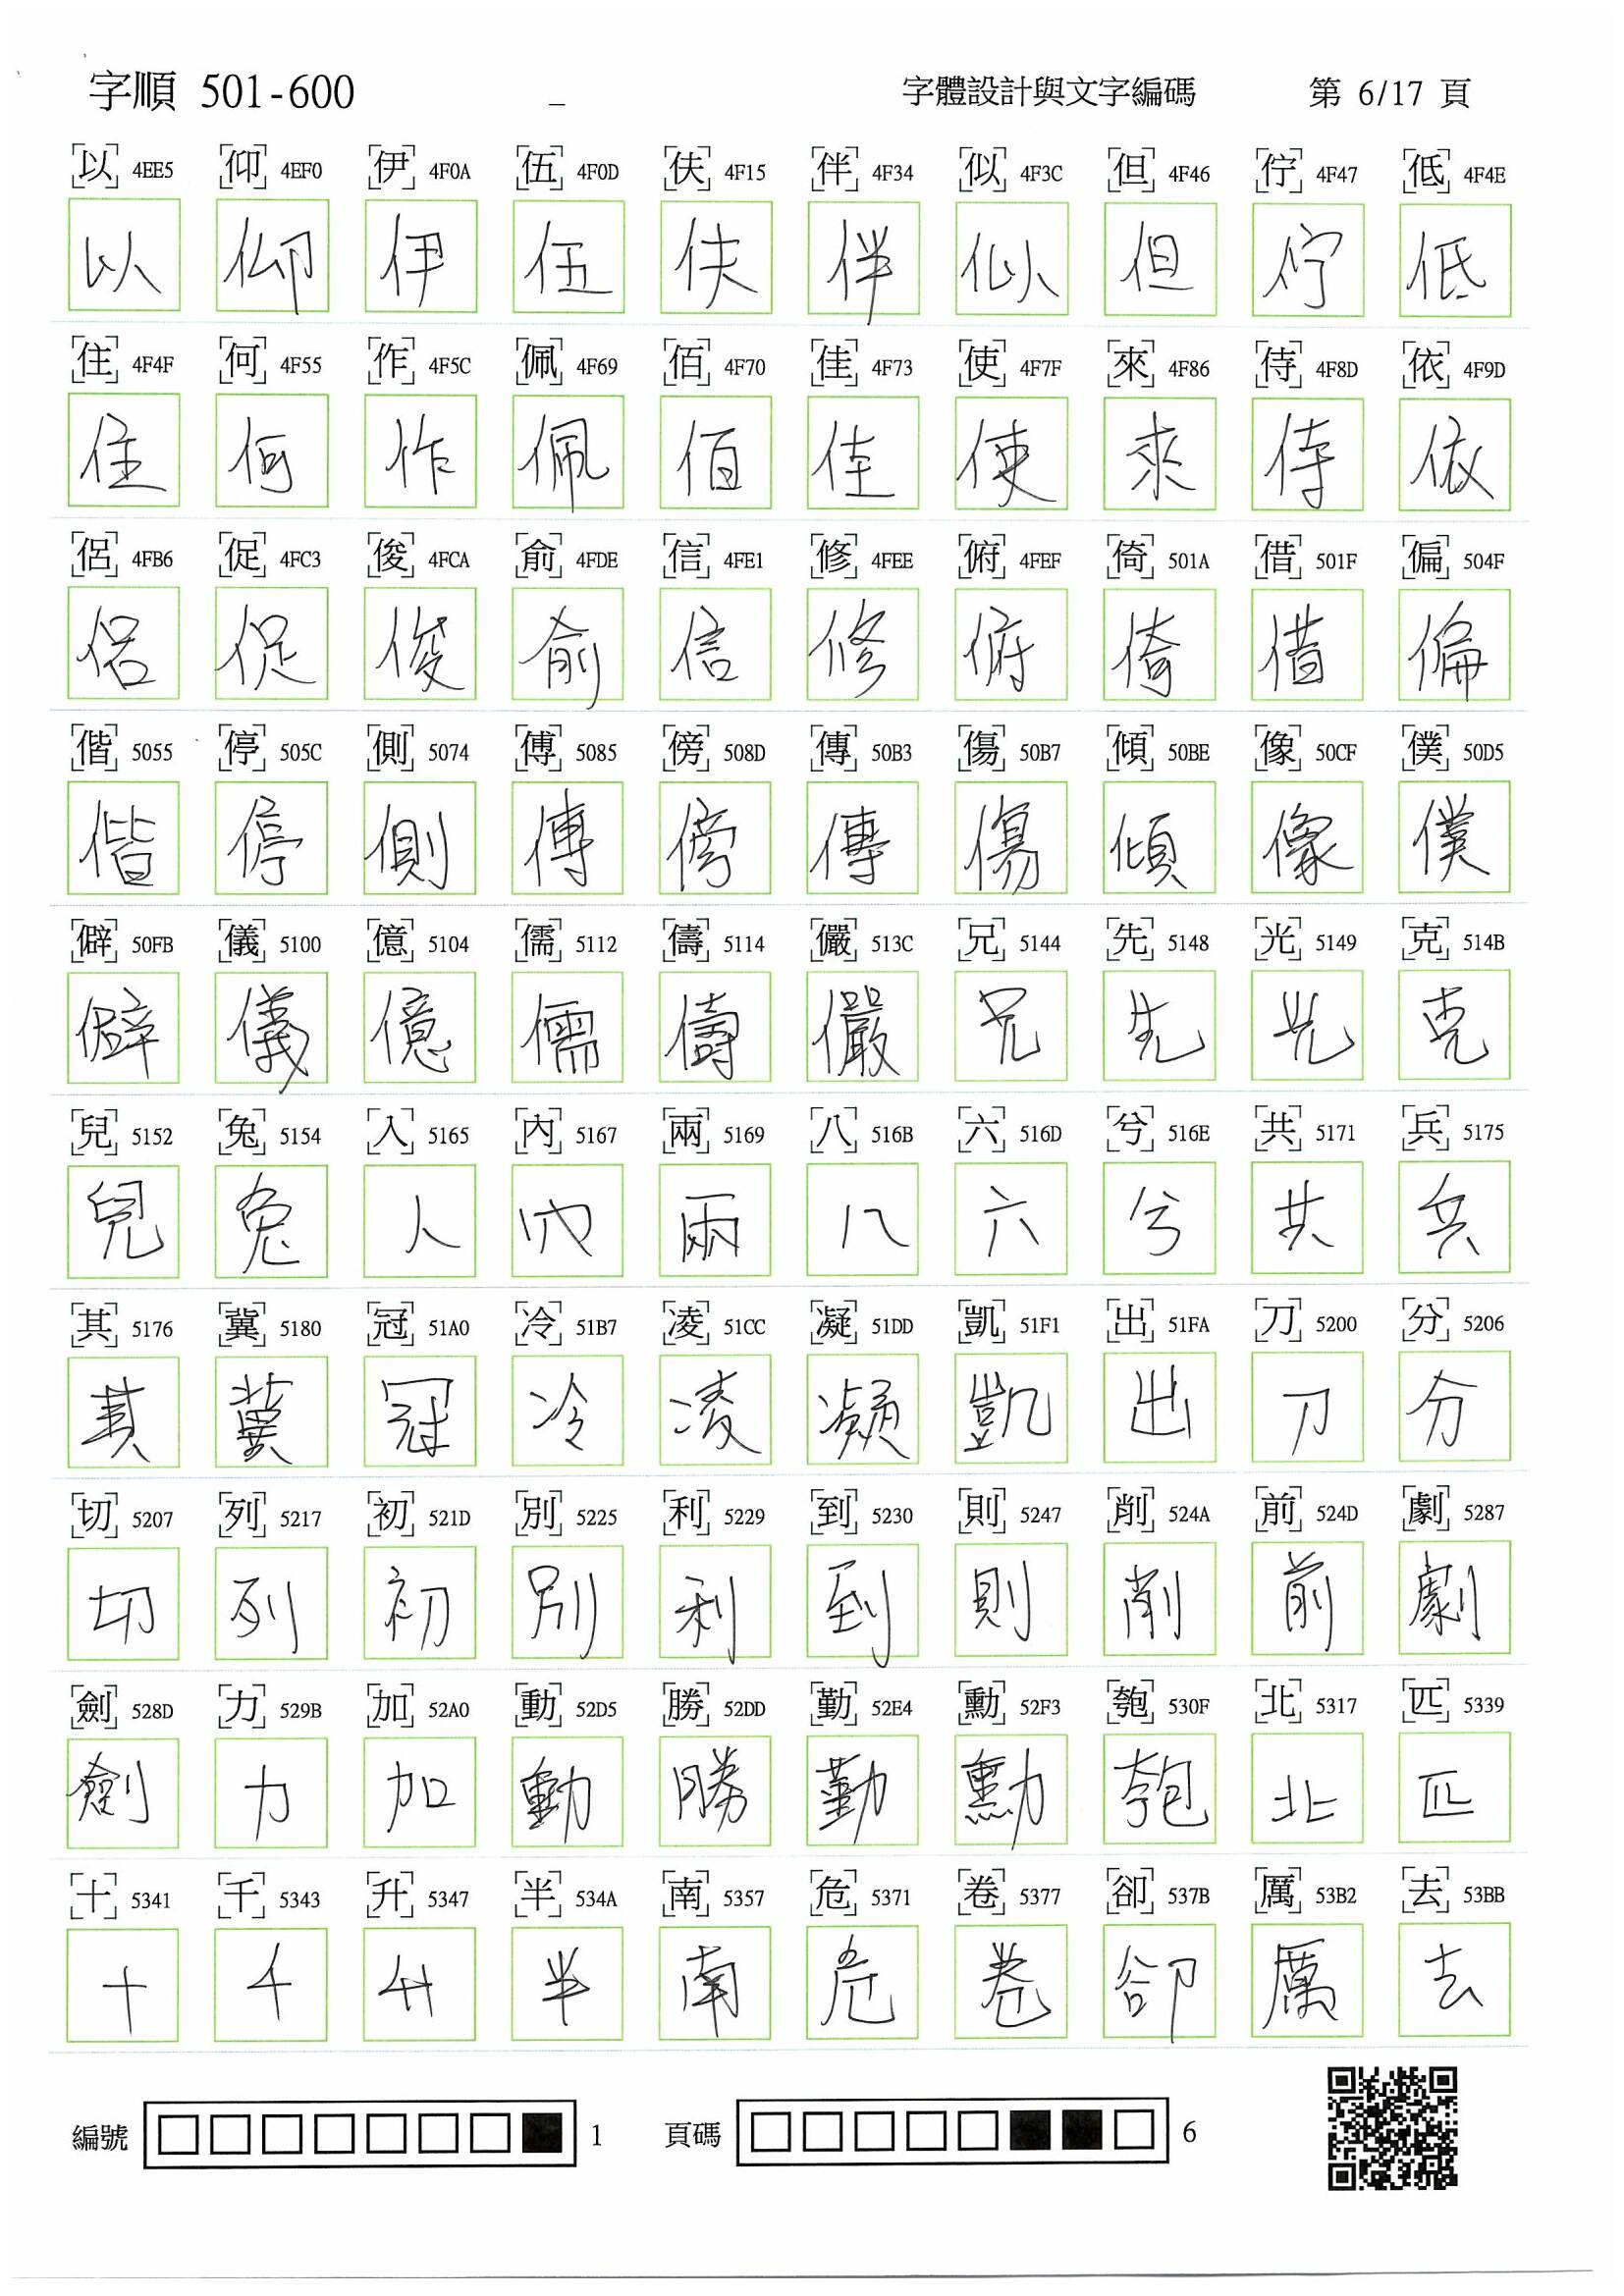 字順 501-600 _ 字體設計與文字編碼 第 6/17 頁
以 4EE5 仰 4EF0 伊 4F0A 伍 4F0D 伕 4F15 伴 4F34 似 4F3C 但 4F46 佇 4F47 低 4F4E
以 仰 伊 伍 伕 伴 似 但 佇 低
住 4F4F 何 4F55 作 4F5C 佩 4F69 佰 4F70 佳 4F73 使 4F7F 來 4F86 侍 4F8D 依 4F9D
住 何 作 佩 佰 佳 使 來 侍 依
侶 4FB6 促 4FC3 俊 4FCA 俞 4FDE 信 4FE1 修 4FEE 俯 4FEF 倚 501A 借 501F 偏 504F
侶 促 俊 俞 信 修 俯 倚 借 偏
偕 5055 停 505C 側 5074 傅 5085 傍 508D 傳 50B3 傷 50B7 傾 50BE 像 50CF 僕 50D5
偕 停 側 傅 傍 傳 傷 傾 像 僕
僻 50FB 儀 5100 億 5104 儒 5112 儔 5114 儼 513C 兄 5144 先 5148 光 5149 克 514B
僻 儀 億 儒 儔 儼 兄 先 光 克
兒 5152 兔 5154 入 5165 內 5167 兩 5169 八 516B 六 516D 兮 516E 共 5171 兵 5175
兒 兔 入 內 兩 八 六 兮 共 兵
其 5176 冀 5180 冠 51A0 冷 51B7 凌 51CC 凝 51DD 凱 51F1 出 51FA 刀 5200 分 5206
其 冀 冠 冷 凌 凝 凱 出 刀 分
切 5207 列 5217 初 521D 別 5225 利 5229 到 5230 則 5247 削 524A 前 524D 劇 5287
切 列 初 別 利 到 則 削 前 劇
劍 528D 力 529B 加 52A0 動 52D5 勝 52DD 勤 52E4 勳 52F3 匏 530F 北 5317 匹 5339
劍 力 加 動 勝 勤 勳 匏 北 匹
十 5341 千 5343 升 5347 半 534A 南 5357 危 5371 卷 5377 卻 537B 厲 53B2 去 53BB
十 千 升 半 南 危 卷 卻 厲 去
編號 1 頁碼 6